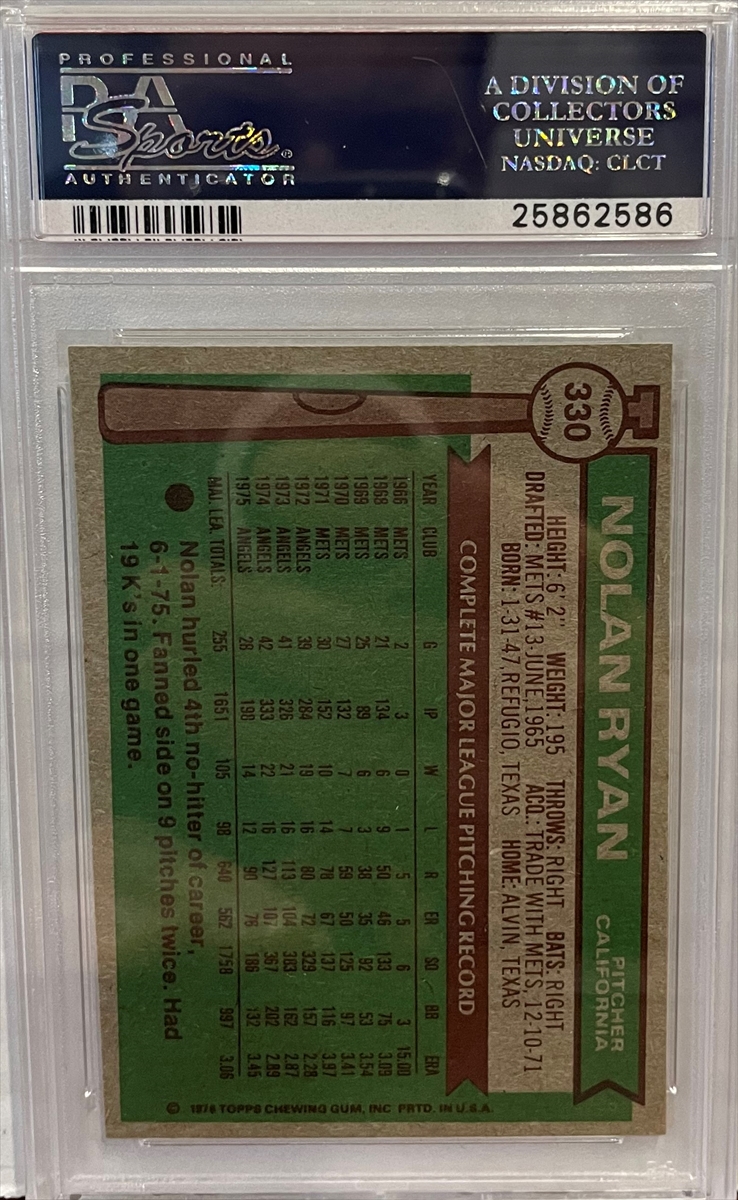 PROFESSIONAL
PSA
Sports®
AUTHENTICATOR
A DIVISION OF
COLLECTORS
UNIVERSE
NASDAQ: CLCT
25862586
330
NOLAN RYAN
PITCHER
CALIFORNIA
HEIGHT: 6' 2" WEIGHT: 195 THROWS: RIGHT BATS: RIGHT
DRAFTED: METS #13-JUNE, 1965 ACQ.: TRADE WITH METS, 12-10-71
BORN: 1-31-47, REFUGIO, TEXAS HOME: ALVIN, TEXAS
COMPLETE MAJOR LEAGUE PITCHING RECORD
YEAR CLUB G IP W L R ER SO BB ERA
1966 METS 2 3 0 1 5 5 6 3 15.00
1968 METS 21 134 6 9 50 46 133 75 3.09
1969 METS 25 89 6 3 38 35 92 53 3.54
1970 METS 27 132 7 7 59 50 125 97 3.41
1971 METS 30 152 10 14 78 67 137 116 3.97
1972 ANGELS 39 284 19 16 80 72 329 157 2.28
1973 ANGELS 41 326 21 16 113 104 383 162 2.87
1974 ANGELS 42 333 22 16 127 107 367 202 2.89
1975 ANGELS 28 198 14 12 90 76 186 132 3.45
MAJ. LEA. TOTALS: 255 1651 105 98 640 562 1758 997 3.06
Nolan hurled 4th no-hitter of career,
6-1-75. Fanned side on 9 pitches twice. Had
19 K's in one game.
© 1976 TOPPS CHEWING GUM, INC PRTD. IN U.S.A.